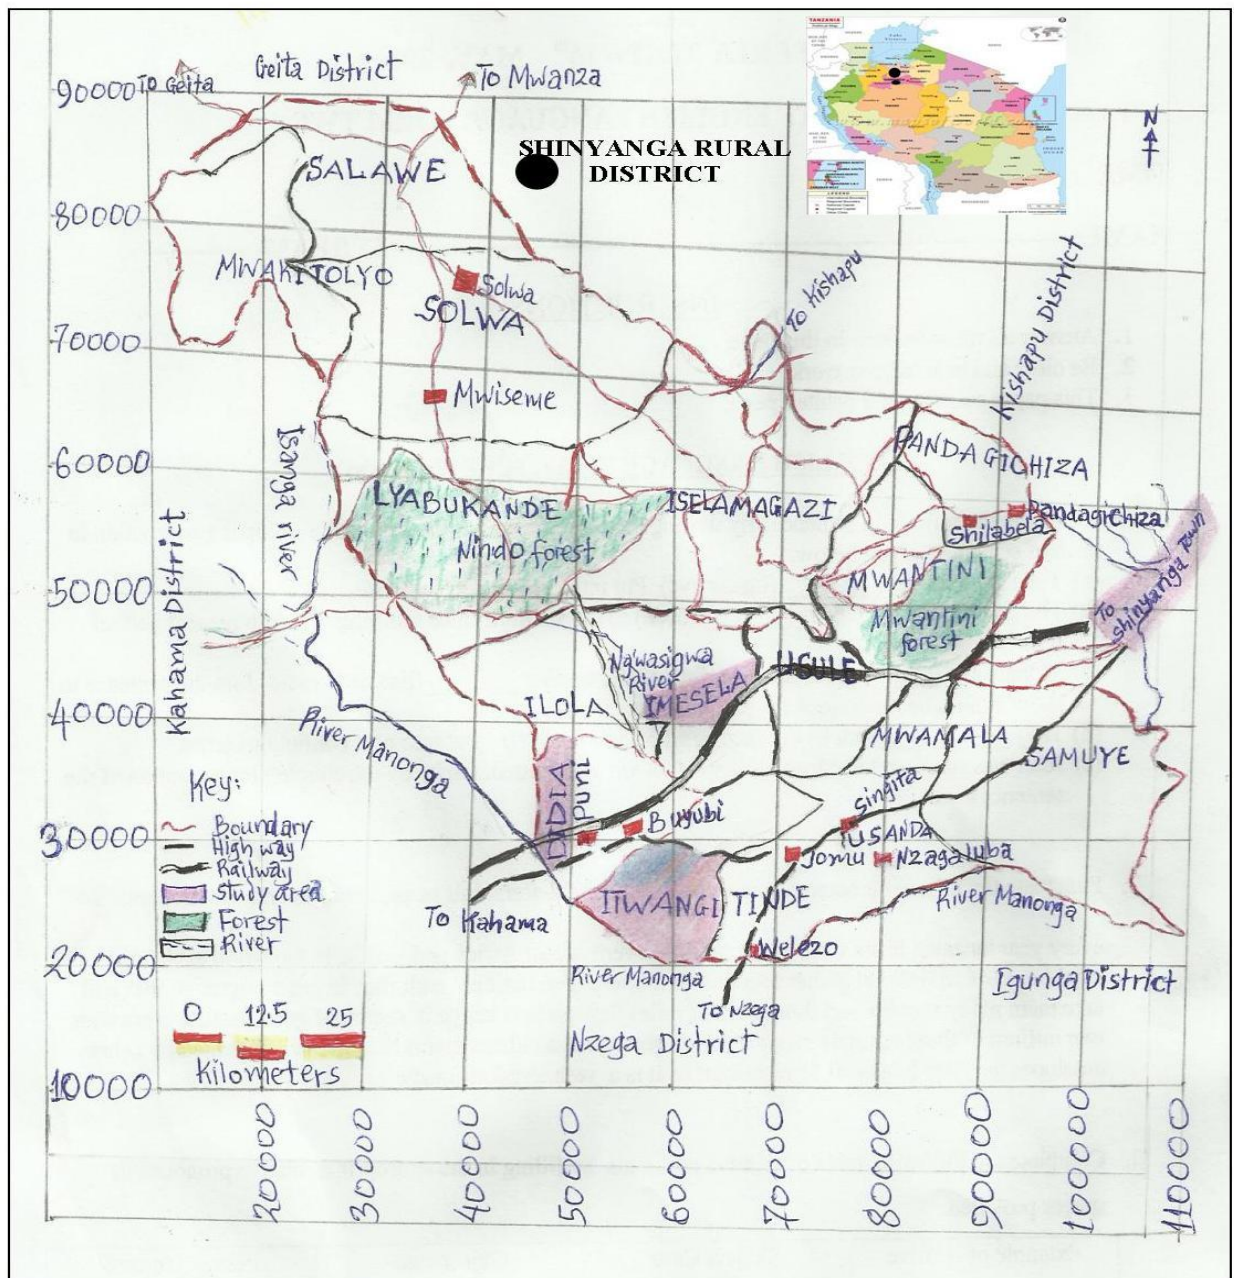 90000
To Geita
Geita District
To Mwanza
TANZANIA
N
SHINYANGA RURAL
DISTRICT
SALAWE
80000
MWAKITOLYO
Solwa
SOLWA
To Kishapu
Kishapu District
70000
Mwiseme
Isanga river
60000
PANDAGICHIZA
LYABUKANDE
ISELAMAGAZI
Pandagichiza
Shilabela
Nindo forest
Kahama District
50000
MWANTINI
Mwantini
forest
To
Shinyanga Town
Ngwasigwa
River
USULE
IMESELA
ILOLA
40000
River Manonga
MWAMALA
SAMUYE
DIDIA
Puni
Singita
Key:
30000
Boundary
High way
Railway
Study area
Forest
River
Buyubi
USANDA
Jomu
Nzagaluba
ITWANGI
TINDE
River Manonga
To Kahama
Welezo
20000
River Manonga
Igunga District
To Nzega
Nzega District
0 12.5 25
Kilometers
10000
20000
30000
40000
50000
60000
70000
80000
90000
100000
110000